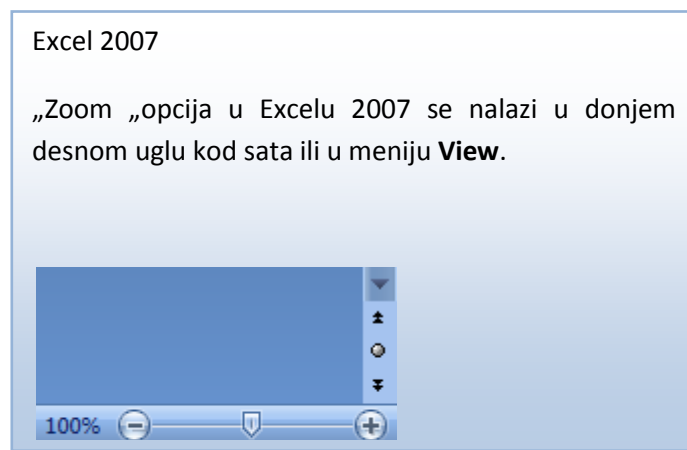 Excel 2007
„Zoom „opcija u Excelu 2007 se nalazi u donjem
desnom uglu kod sata ili u meniju View.
100%